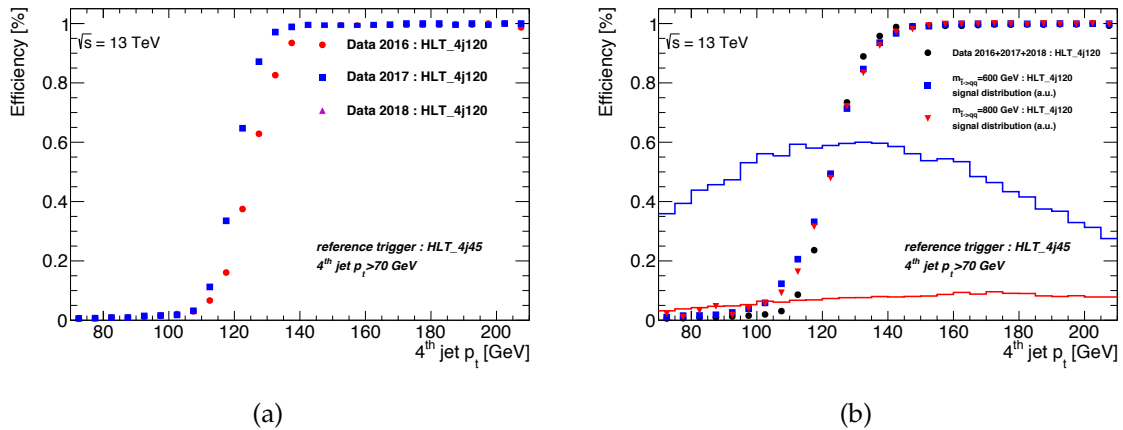 Efficiency [%]
√s = 13 TeV
Data 2016 : HLT_4j120
Data 2017 : HLT_4j120
Data 2018 : HLT_4j120
reference trigger : HLT_4j45
4th jet pt>70 GeV
1
0.8
0.6
0.4
0.2
0
80 100 120 140 160 180 200
4th jet pt [GeV]
(a)
Efficiency [%]
√s = 13 TeV
Data 2016+2017+2018 : HLT_4j120
mt̃->qq=600 GeV : HLT_4j120
signal distribution (a.u.)
mt̃->qq=800 GeV : HLT_4j120
signal distribution (a.u.)
reference trigger : HLT_4j45
4th jet pt>70 GeV
1
0.8
0.6
0.4
0.2
0
80 100 120 140 160 180 200
4th jet pt [GeV]
(b)